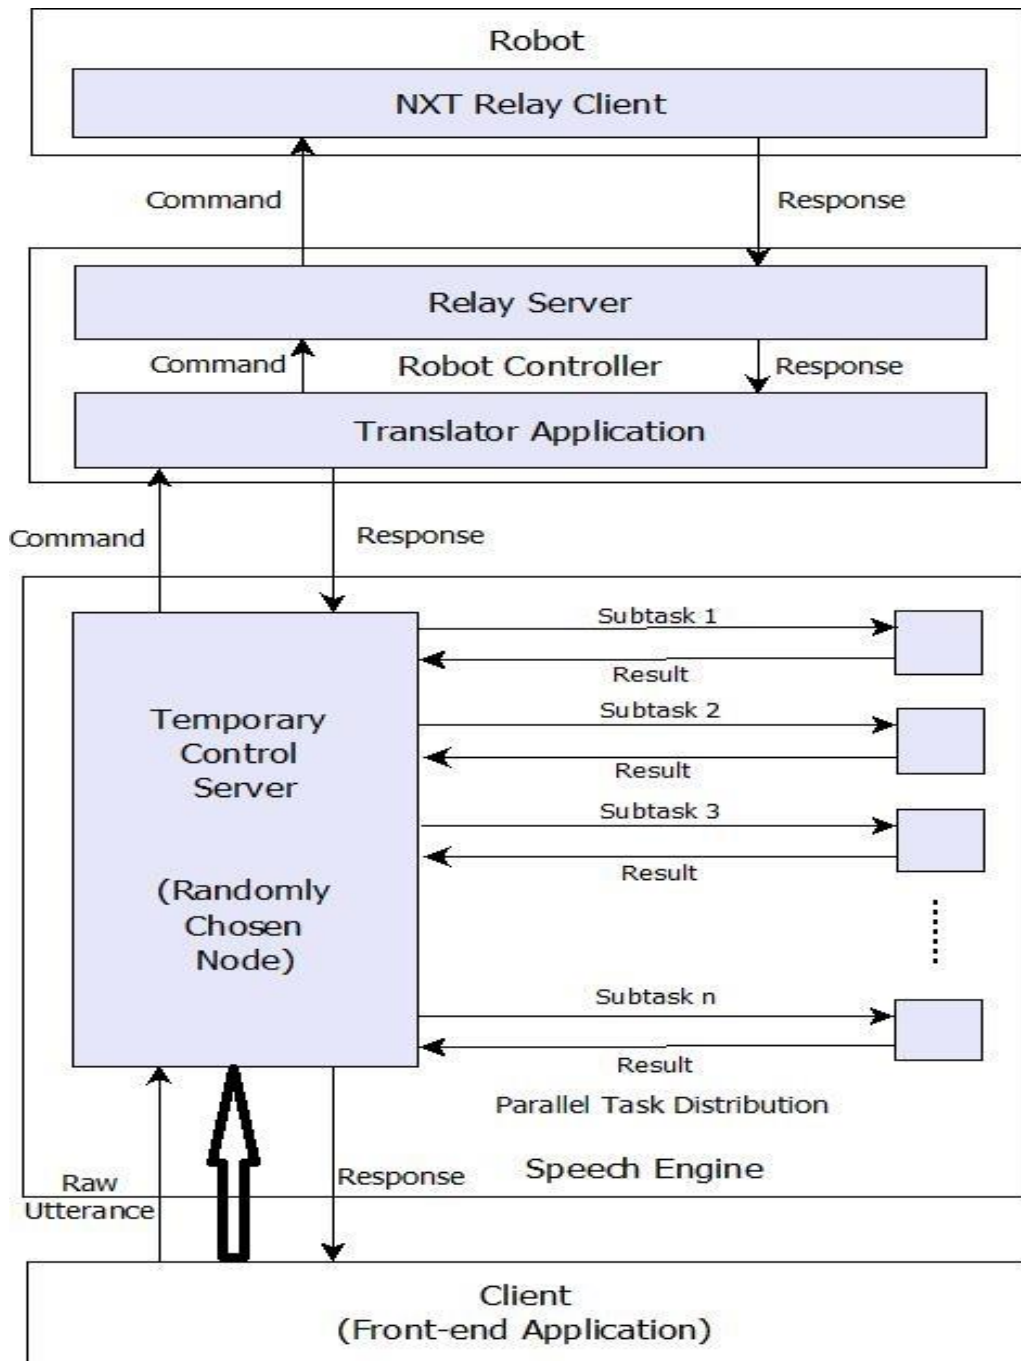 Robot
NXT Relay Client
Command
Response
Relay Server
Command
Robot Controller
Response
Translator Application
Command
Response
Subtask 1
Result
Subtask 2
Result
Subtask 3
Result
Temporary
Control
Server
(Randomly
Chosen
Node)
Subtask n
Result
Parallel Task Distribution
Speech Engine
Raw
Utterance
Response
Client
(Front-end Application)